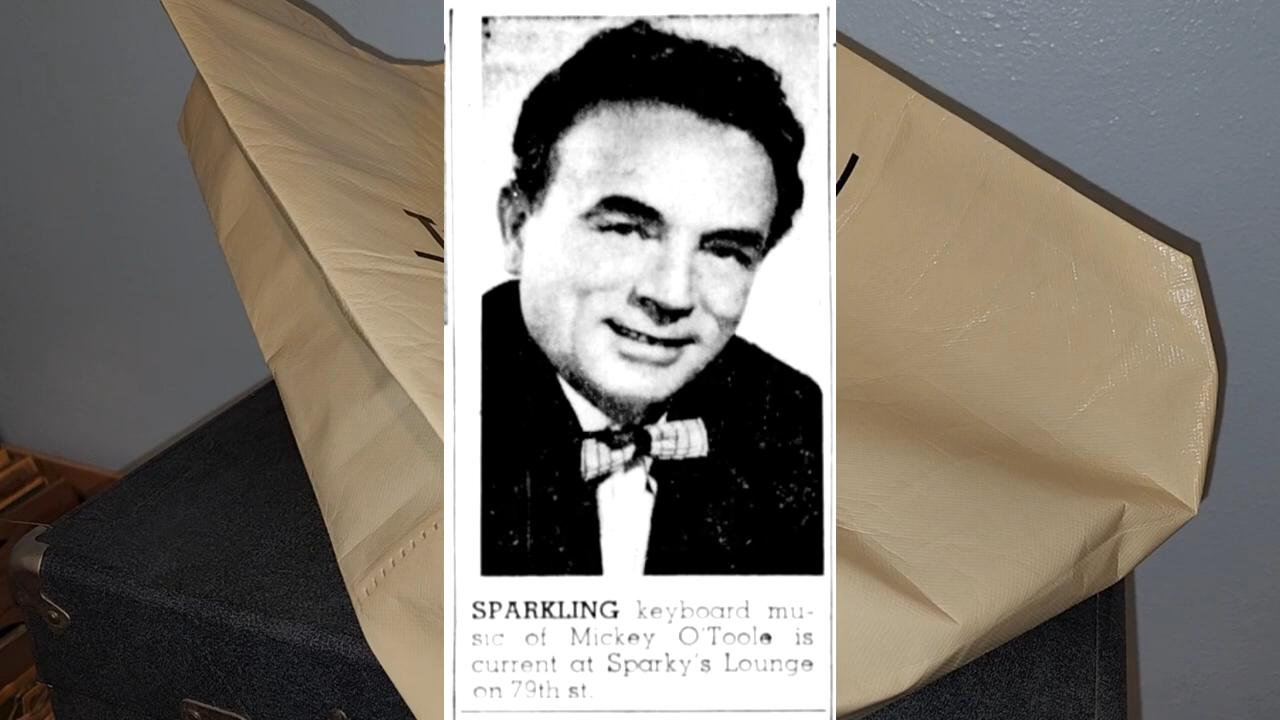 SPARKLING keyboard mu-
sic of Mickey O'Toole is
current at Sparky's Lounge
on 79th st.